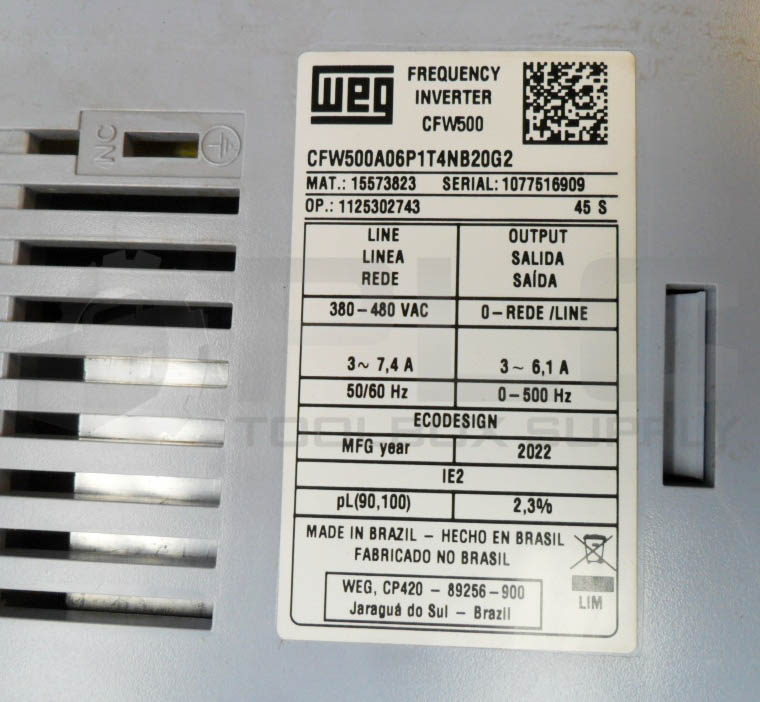 NC
WEG
FREQUENCY
INVERTER
CFW500
CFW500A06P1T4NB20G2
MAT.: 15573823 SERIAL: 1077516909
OP.: 1125302743 45 S
LINE OUTPUT
LINEA SALIDA
REDE SAÍDA
380–480 VAC 0–REDE /LINE
3~ 7,4 A 3~ 6,1 A
50/60 Hz 0–500 Hz
ECODESIGN
MFG year 2022
IE2
pL(90,100) 2,3%
MADE IN BRAZIL – HECHO EN BRASIL
FABRICADO NO BRASIL
WEG, CP420 – 89256–900
Jaraguá do Sul – Brazil
LIM
PLC
TOOLBOX SUPPLY